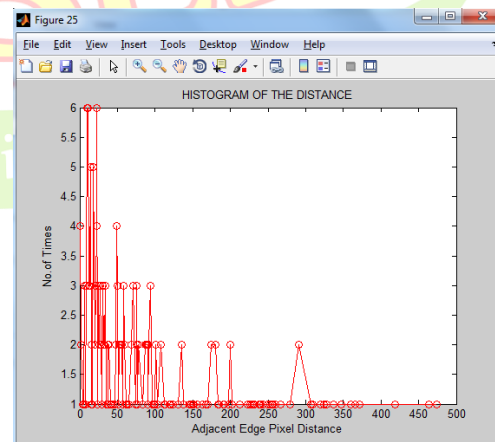 Figure 25
File Edit View Insert Tools Desktop Window Help
HISTOGRAM OF THE DISTANCE
6
5.5
5
4.5
4
3.5
3
2.5
2
1.5
1
No.of Times
0 50 100 150 200 250 300 350 400 450 500
Adjacent Edge Pixel Distance